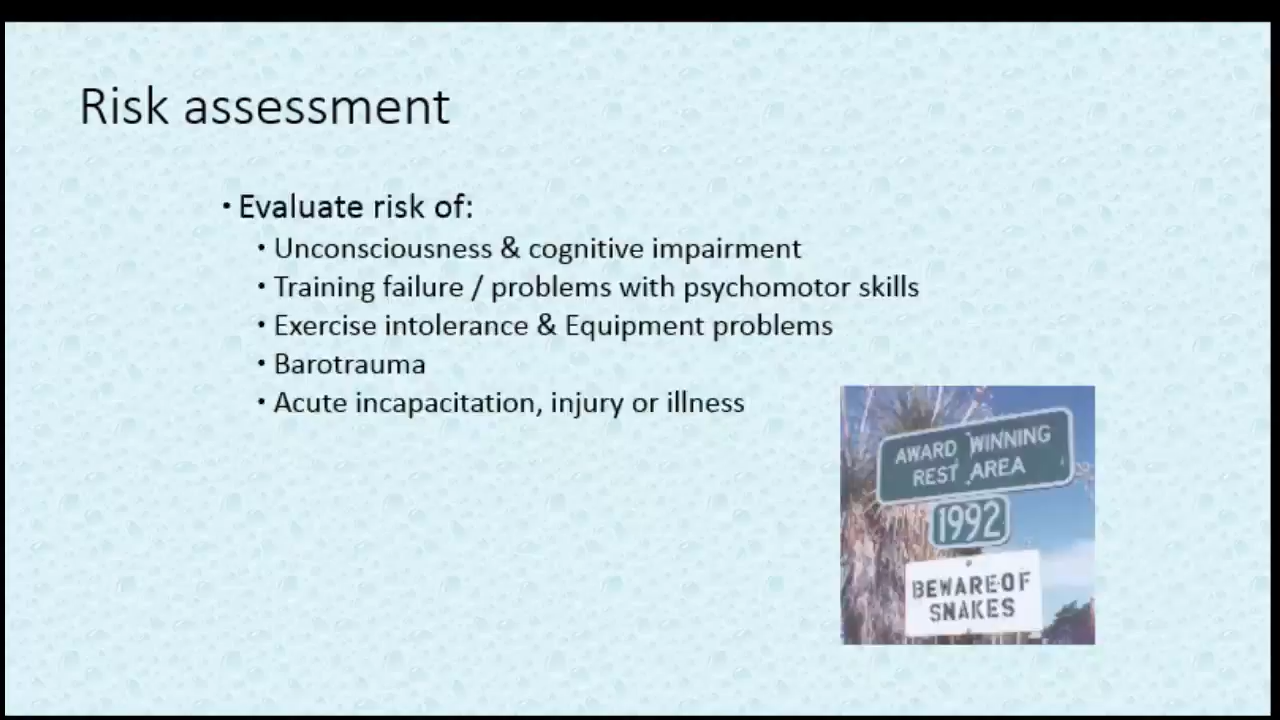 Risk assessment
• Evaluate risk of:
• Unconsciousness & cognitive impairment
• Training failure / problems with psychomotor skills
• Exercise intolerance & Equipment problems
• Barotrauma
• Acute incapacitation, injury or illness
AWARD WINNING
REST AREA
1992
BEWARE OF
SNAKES